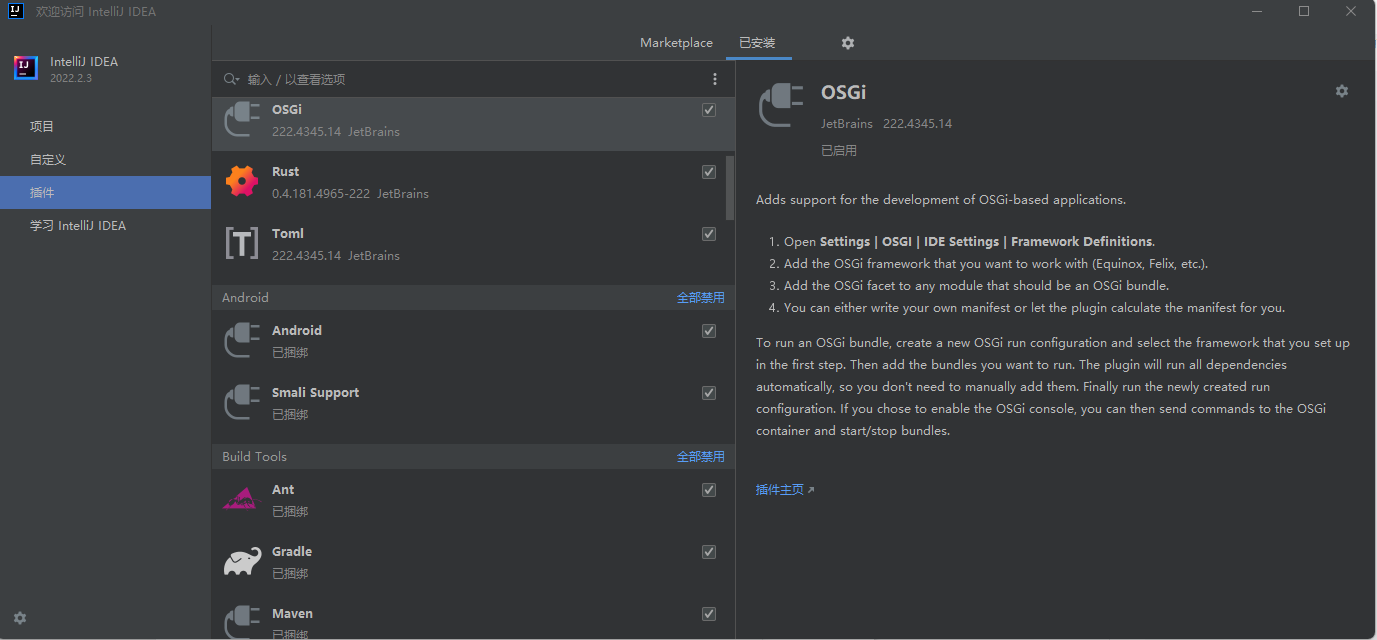 欢迎访问 IntelliJ IDEA
IntelliJ IDEA
2022.2.3
项目
自定义
插件
学习 IntelliJ IDEA
Marketplace
已安装
输入 / 以查看选项
OSGi
222.4345.14 JetBrains
Rust
0.4.181.4965-222 JetBrains
Toml
222.4345.14 JetBrains
Android
全部禁用
Android
已捆绑
Smali Support
已捆绑
Build Tools
全部禁用
Ant
已捆绑
Gradle
已捆绑
Maven
已捆绑
OSGi
JetBrains 222.4345.14
已启用
Adds support for the development of OSGi-based applications.
1. Open Settings | OSGI | IDE Settings | Framework Definitions.
2. Add the OSGi framework that you want to work with (Equinox, Felix, etc.).
3. Add the OSGi facet to any module that should be an OSGi bundle.
4. You can either write your own manifest or let the plugin calculate the manifest for you.
To run an OSGi bundle, create a new OSGi run configuration and select the framework that you set up
in the first step. Then add the bundles you want to run. The plugin will run all dependencies
automatically, so you don't need to manually add them. Finally run the newly created run
configuration. If you chose to enable the OSGi console, you can then send commands to the OSGi
container and start/stop bundles.
插件主页 ↗